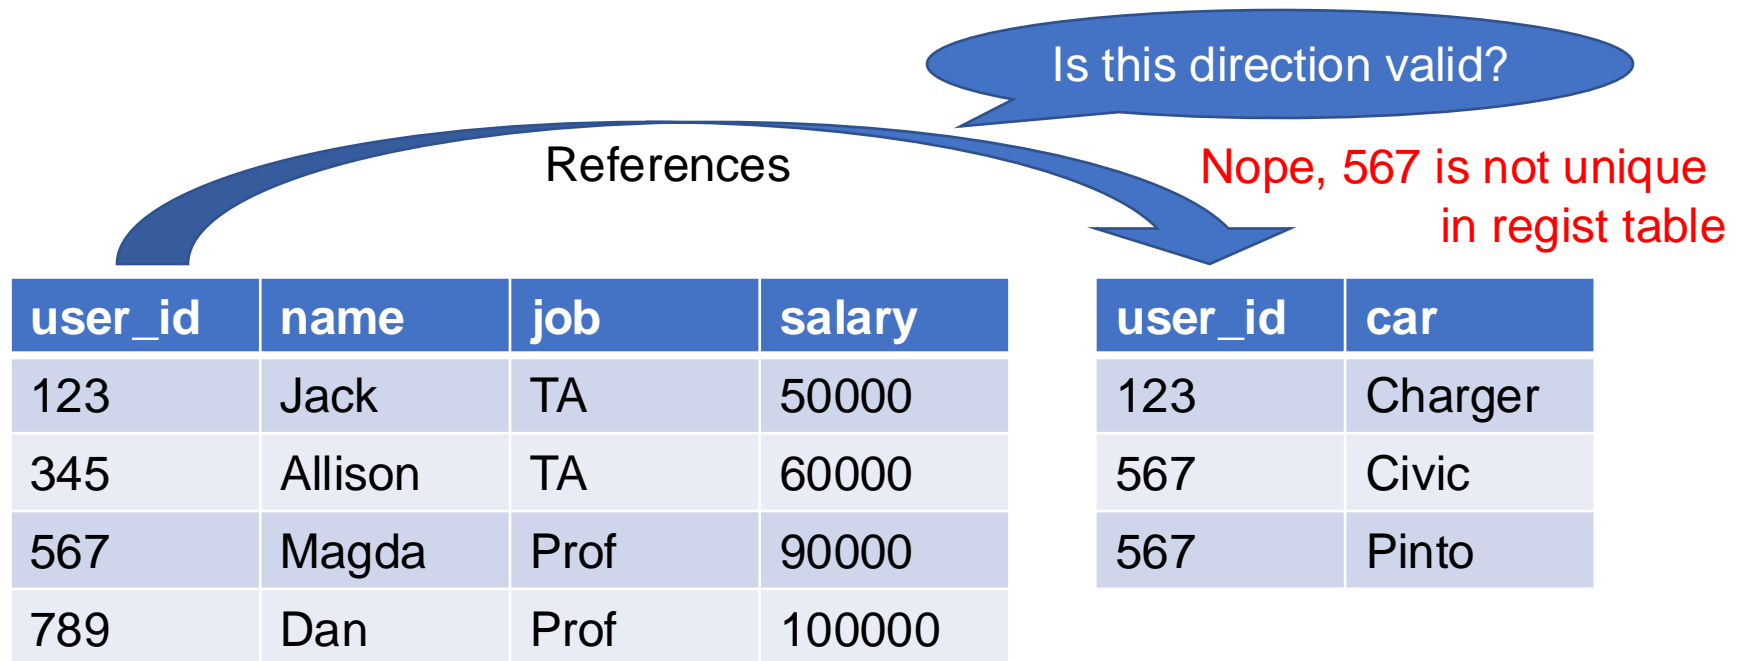 Is this direction valid?
References
Nope, 567 is not unique
in regist table
user_id name job salary
123 Jack TA 50000
345 Allison TA 60000
567 Magda Prof 90000
789 Dan Prof 100000
user_id car
123 Charger
567 Civic
567 Pinto